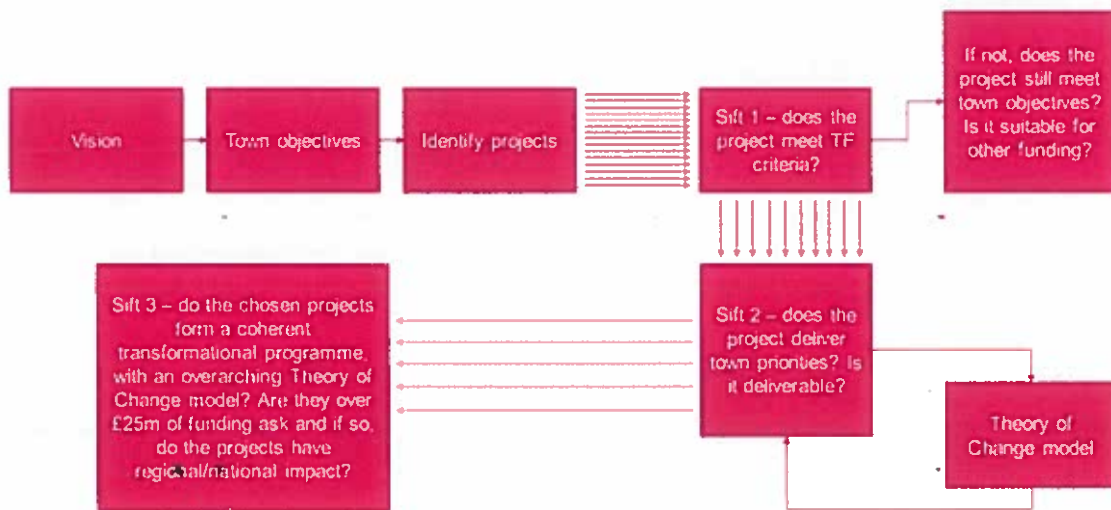 Vision
Town objectives
Identify projects
Sift 1 – does the
project meet TF
criteria?
If not, does the
project still meet
town objectives?
Is it suitable for
other funding?
Sift 2 – does the
project deliver
town priorities? Is
it deliverable?
Theory of
Change model
Sift 3 – do the chosen projects
form a coherent
transformational programme,
with an overarching Theory of
Change model? Are they over
£25m of funding ask and if so,
do the projects have
regional/national impact?